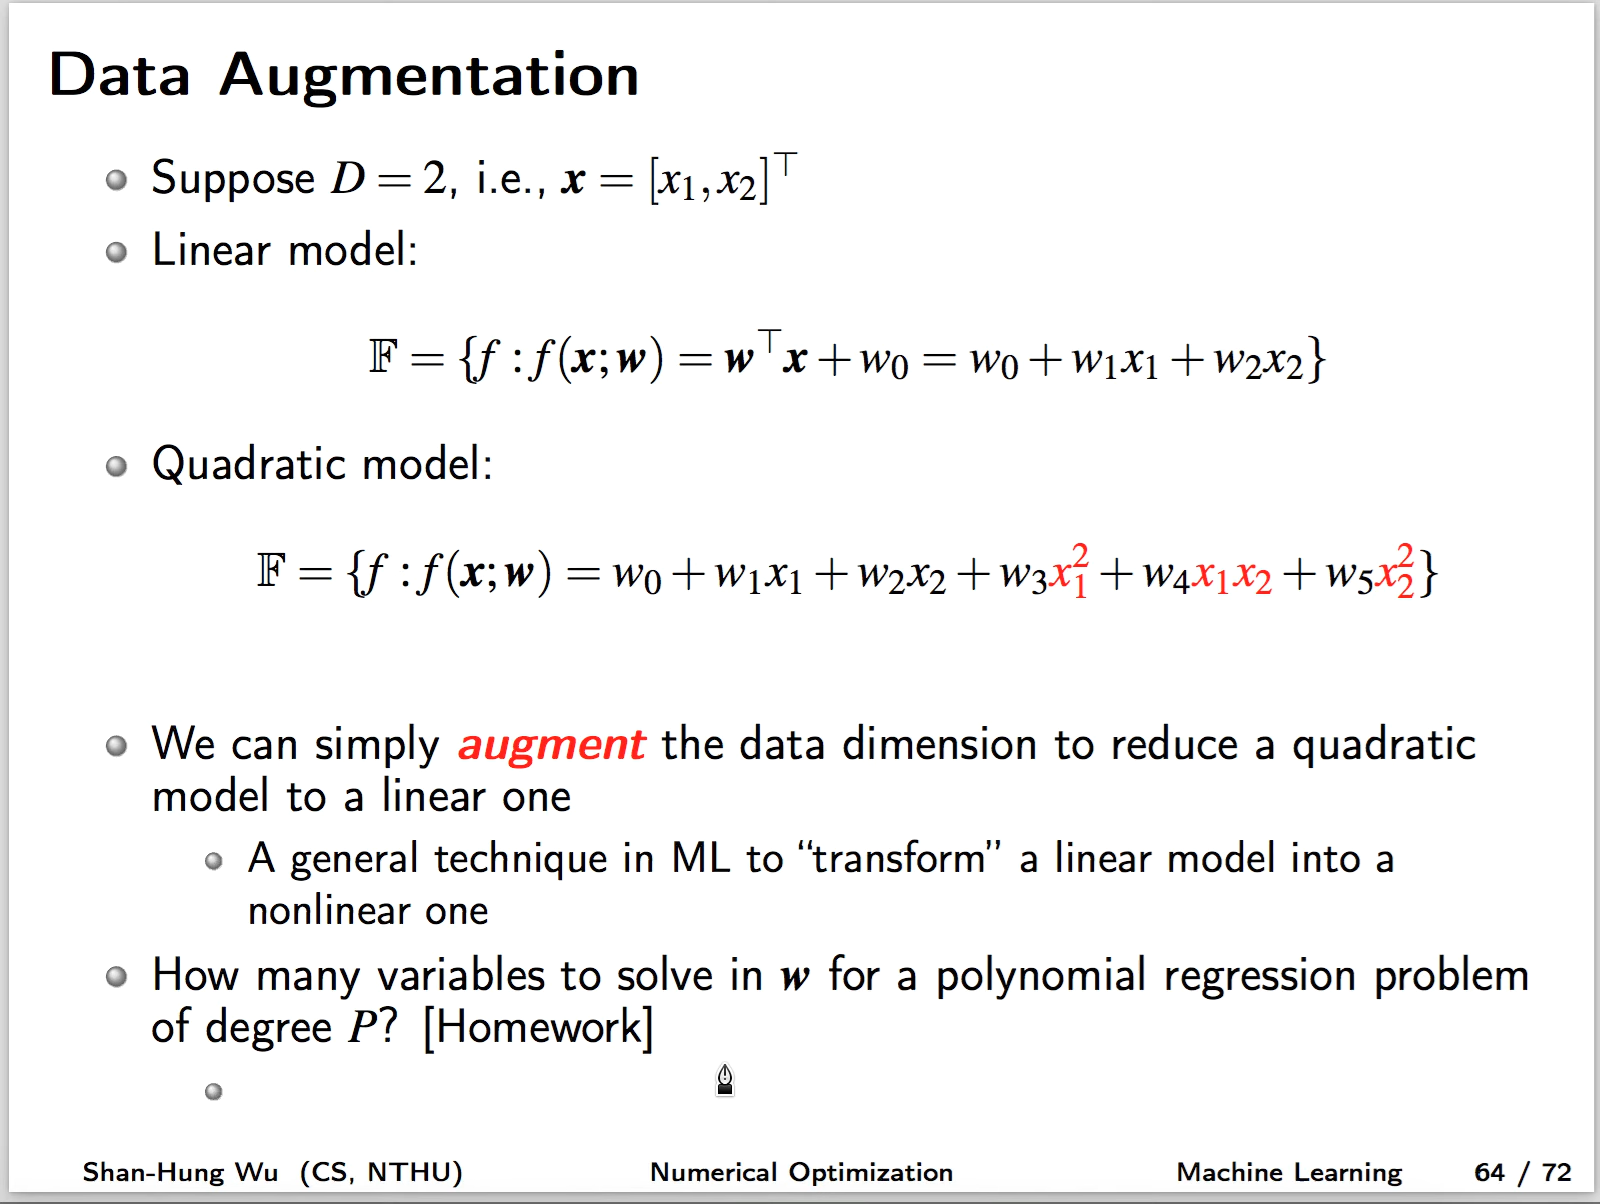 Data Augmentation
Suppose D = 2, i.e., x = [x₁, x₂]^⊤
Linear model:
𝔽 = {f : f(x; w) = w^⊤x + w₀ = w₀ + w₁x₁ + w₂x₂}
Quadratic model:
𝔽 = {f : f(x; w) = w₀ + w₁x₁ + w₂x₂ + w₃x₁² + w₄x₁x₂ + w₅x₂²}
We can simply augment the data dimension to reduce a quadratic
model to a linear one
A general technique in ML to “transform” a linear model into a
nonlinear one
How many variables to solve in w for a polynomial regression problem
of degree P? [Homework]
Shan-Hung Wu (CS, NTHU) Numerical Optimization Machine Learning 64 / 72